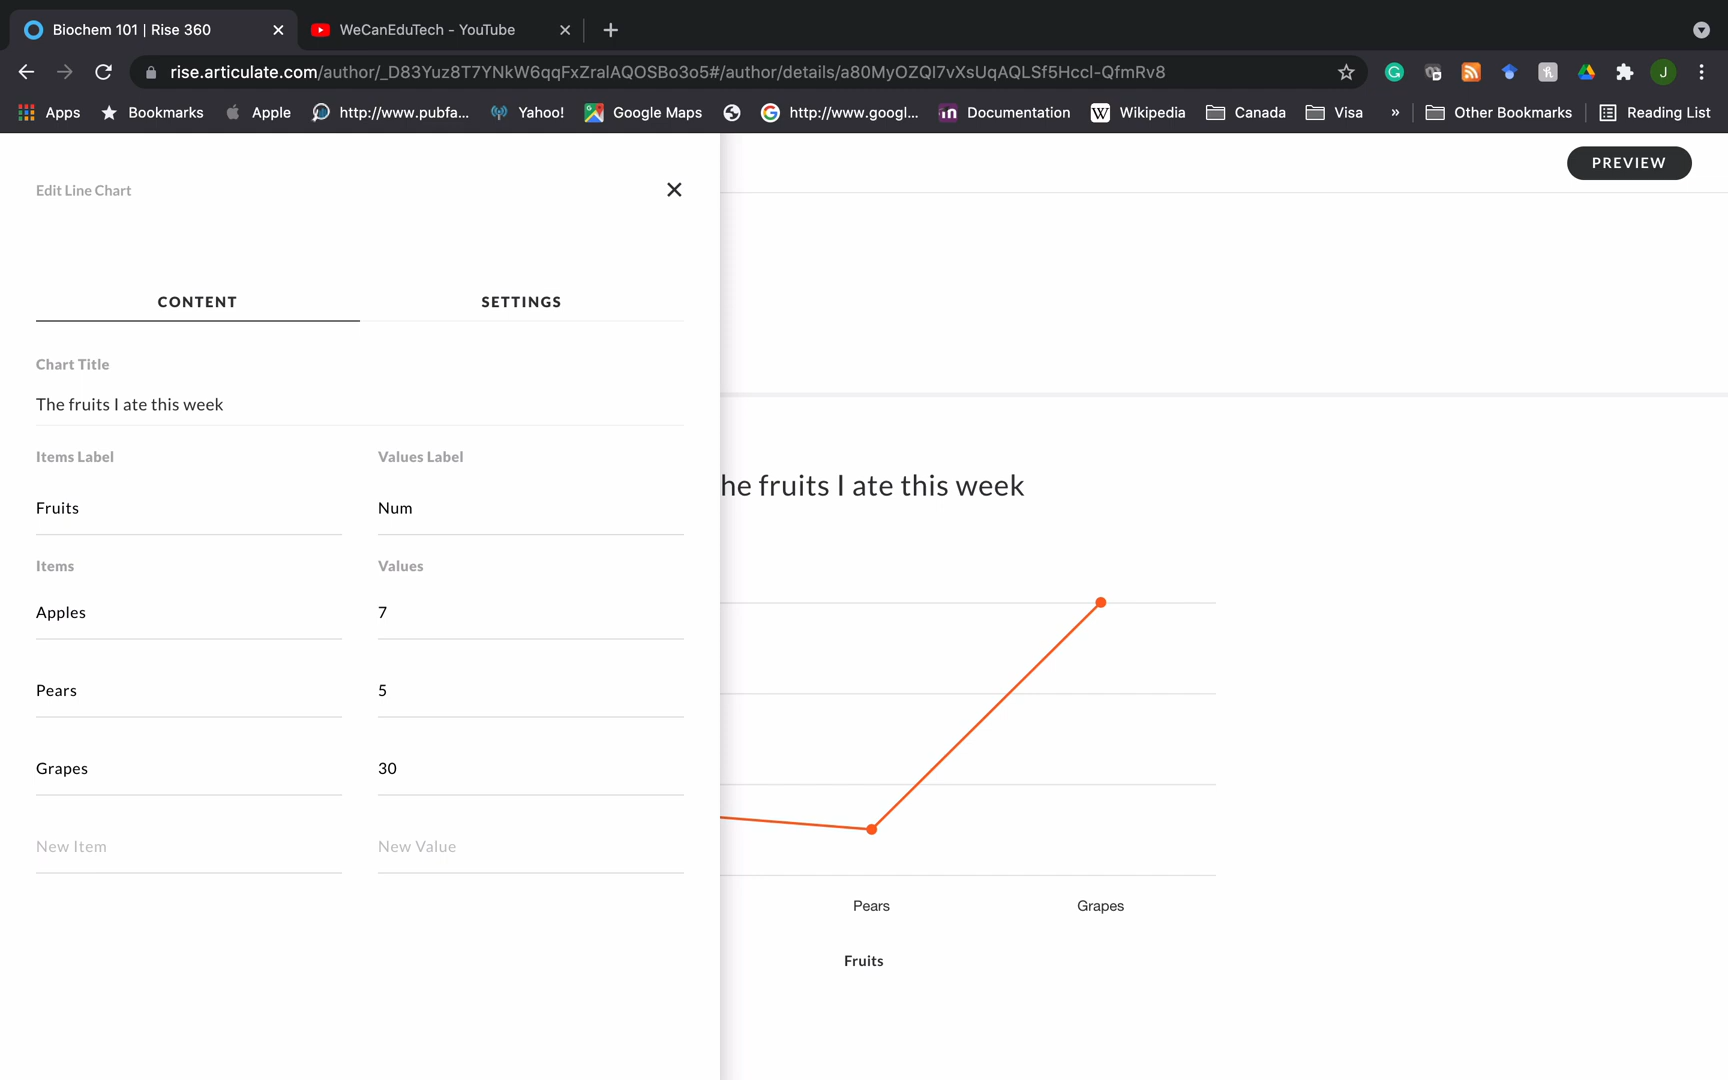 Biochem 101 | Rise 360
WeCanEduTech - YouTube
rise.articulate.com/author/_D83Yuz8T7YNkW6qqFxZralAQOSBo3o5#/author/details/a80MyOZQI7vXsUqAQLSf5Hccl-QfmRv8
J
Apps
Bookmarks
Apple
http://www.pubfa...
Yahoo!
Google Maps
http://www.googl...
Documentation
Wikipedia
Canada
Visa
»
Other Bookmarks
Reading List
PREVIEW
Edit Line Chart
CONTENT
SETTINGS
Chart Title
The fruits I ate this week
Items Label
Values Label
Fruits
Num
Items
Values
Apples
7
Pears
5
Grapes
30
New Item
New Value
he fruits I ate this week
Pears
Grapes
Fruits